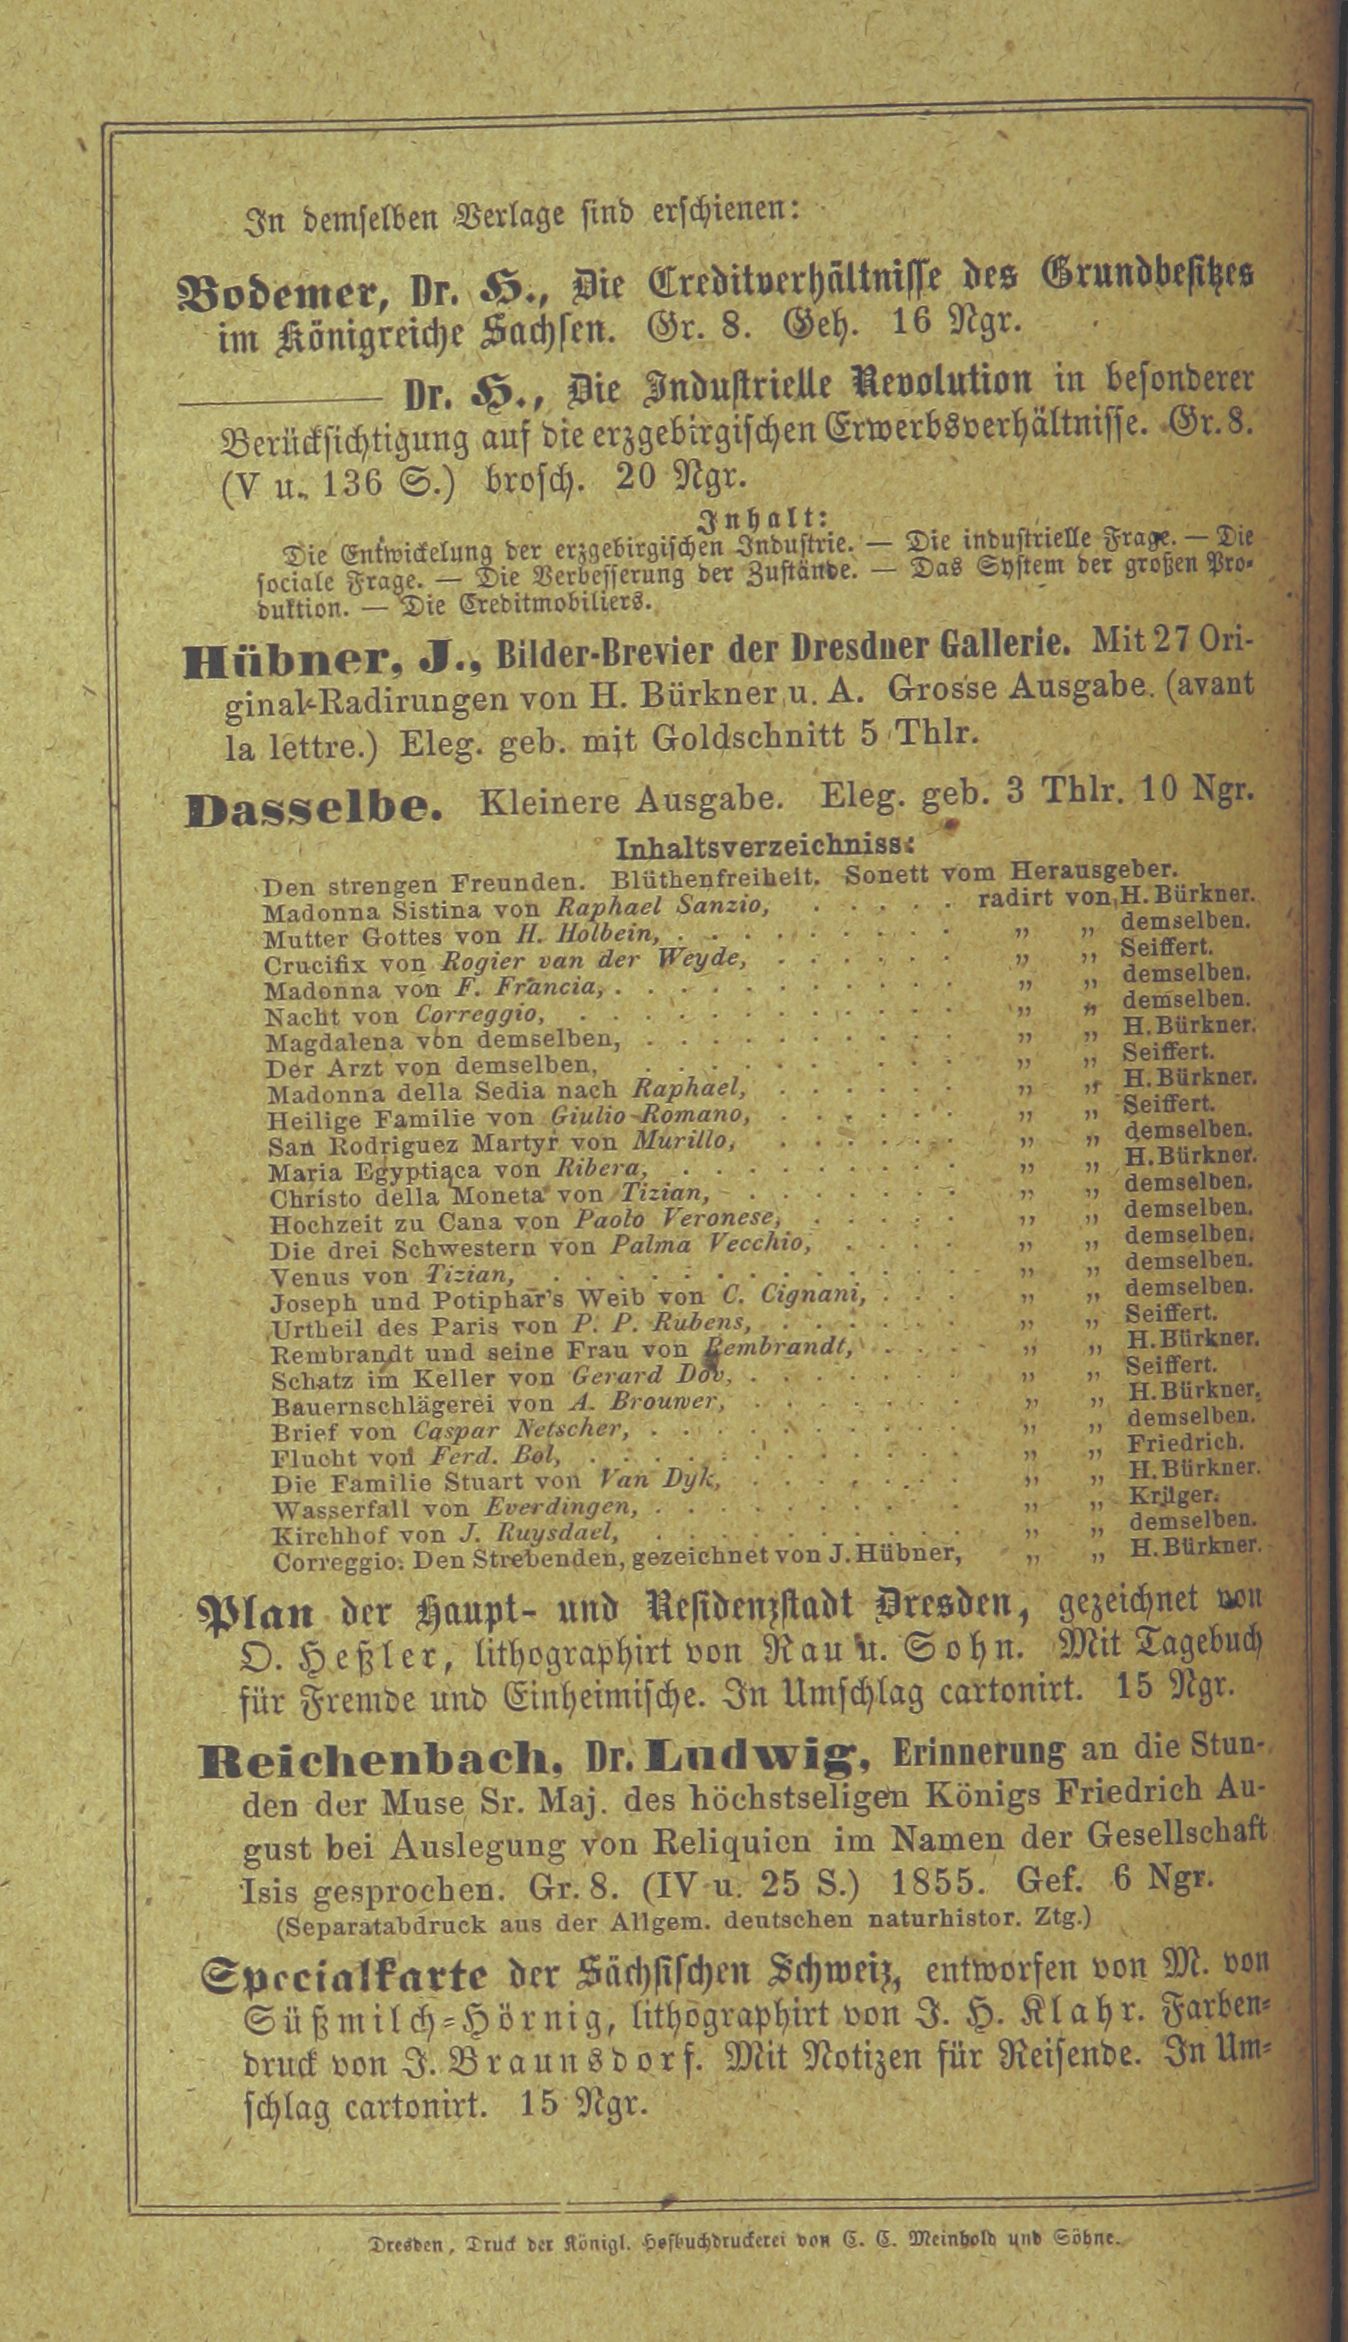 In demselben Verlage sind erschienen:
Bodemer, Dr. H., Die Creditverhältnisse des Grundbesitzes
im Königreiche Sachsen. Gr. 8. Geh. 16 Ngr.
——— Dr. H., Die Industrielle Revolution in besonderer
Berücksichtigung auf die erzgebirgischen Erwerbsverhältnisse. Gr. 8.
(V u. 136 S.) brosch. 20 Ngr.
Inhalt:
Die Entwickelung der erzgebirgischen Industrie. — Die industrielle Frage. — Die
sociale Frage. — Die Verbesserung der Zustände. — Das System der großen Pro-
duktion. — Die Creditmobiliers.
Hübner, J., Bilder-Brevier der Dresdner Gallerie. Mit 27 Ori-
ginal-Radirungen von H. Bürkner u. A. Grosse Ausgabe. (avant
la lettre.) Eleg. geb. mit Goldschnitt 5 Thlr.
Dasselbe. Kleinere Ausgabe. Eleg. geb. 3 Thlr. 10 Ngr.
Inhaltsverzeichniss:
Den strengen Freunden. Blüthenfreiheit. Sonett vom Herausgeber.
Madonna Sistina von Raphael Sanzio, . . . . . radirt von H. Bürkner.
Mutter Gottes von H. Holbein, . . . . . . . . . „ „ demselben.
Crucifix von Rogier van der Weyde, . . . . . . „ „ Seiffert.
Madonna von F. Francia, . . . . . . . . . . . „ „ demselben.
Nacht von Correggio, . . . . . . . . . . . . „ „ demselben.
Magdalena von demselben, . . . . . . . . . . „ „ H. Bürkner.
Der Arzt von demselben, . . . . . . . . . . „ „ Seiffert.
Madonna della Sedia nach Raphael, . . . . . . „ „ H. Bürkner.
Heilige Familie von Giulio Romano, . . . . . . „ „ Seiffert.
San Rodriguez Martyr von Murillo, . . . . . . „ „ demselben.
Maria Egyptiaca von Ribera, . . . . . . . . . „ „ H. Bürkner.
Christo della Moneta von Tizian, . . . . . . . „ „ demselben.
Hochzeit zu Cana von Paolo Veronese, . . . . . „ „ demselben.
Die drei Schwestern von Palma Vecchio, . . . . „ „ demselben.
Venus von Tizian, . . . . . . . . . . . . . „ „ demselben.
Joseph und Potiphar's Weib von C. Cignani, . . . „ „ demselben.
Urtheil des Paris von P. P. Rubens, . . . . . . „ „ Seiffert.
Rembrandt und seine Frau von Rembrandt, . . . . „ „ H. Bürkner.
Schatz im Keller von Gerard Dov, . . . . . . . „ „ Seiffert.
Bauernschlägerei von A. Brouwer, . . . . . . . „ „ H. Bürkner.
Brief von Caspar Netscher, . . . . . . . . . . „ „ demselben.
Flucht von Ferd. Bol, . . . . . . . . . . . . „ „ Friedrich.
Die Familie Stuart von Van Dyk, . . . . . . . „ „ H. Bürkner.
Wasserfall von Everdingen, . . . . . . . . . . „ „ Krüger.
Kirchhof von J. Ruysdael, . . . . . . . . . . „ „ demselben.
Correggio. Den Strebenden, gezeichnet von J. Hübner, „ „ H. Bürkner.
Plan der Haupt- und Residenzstadt Dresden, gezeichnet von
O. Heßler, lithographirt von Rau u. Sohn. Mit Tagebuch
für Fremde und Einheimische. In Umschlag cartonirt. 15 Ngr.
Reichenbach, Dr. Ludwig, Erinnerung an die Stun-
den der Muse Sr. Maj. des höchstseligen Königs Friedrich Au-
gust bei Auslegung von Reliquien im Namen der Gesellschaft
Isis gesprochen. Gr. 8. (IV u. 25 S.) 1855. Gef. 6 Ngr.
(Separatabdruck aus der Allgem. deutschen naturhistor. Ztg.)
Specialkarte der Sächsischen Schweiz, entworfen von M. von
Süßmilch-Hörnig, lithographirt von J. H. Klahr. Farben-
druck von J. Braunsdorf. Mit Notizen für Reisende. In Um-
schlag cartonirt. 15 Ngr.
Dresden, Druck der Königl. Hofbuchdruckerei von C. C. Meinhold und Söhne.